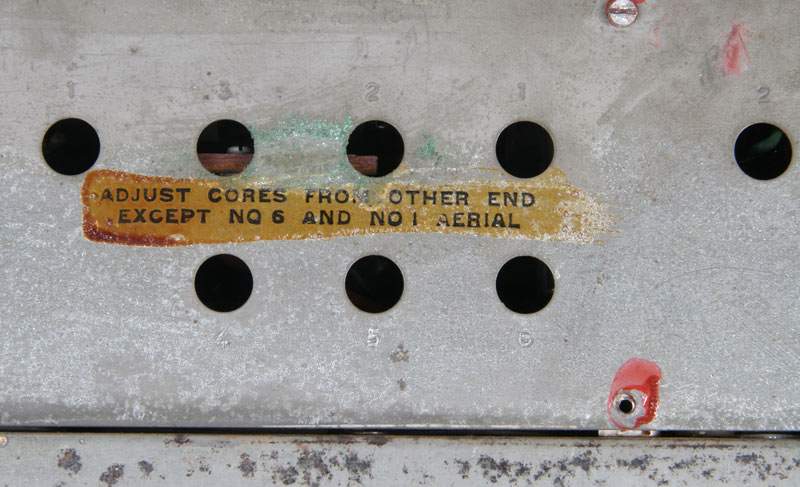 1 3 2 1 2
ADJUST CORES FROM OTHER END
EXCEPT NO 6 AND NO 1 AERIAL
4 5 6